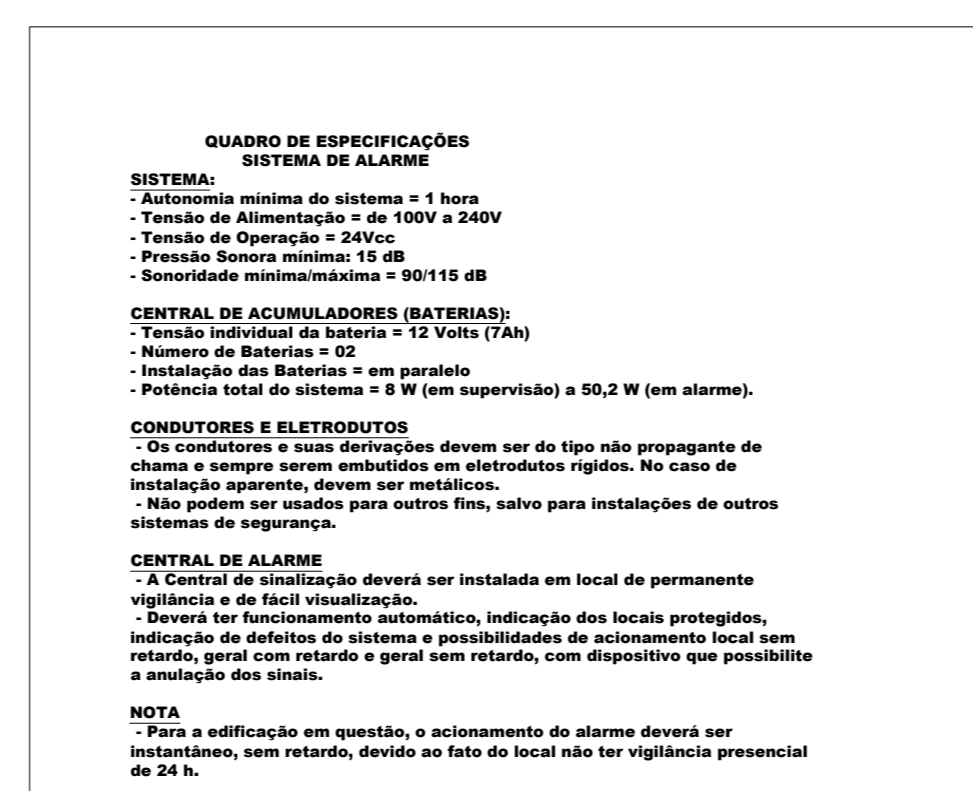 QUADRO DE ESPECIFICAÇÕES
SISTEMA DE ALARME
SISTEMA:
- Autonomia mínima do sistema = 1 hora
- Tensão de Alimentação = de 100V a 240V
- Tensão de Operação = 24Vcc
- Pressão Sonora mínima: 15 dB
- Sonoridade mínima/máxima = 90/115 dB
CENTRAL DE ACUMULADORES (BATERIAS):
- Tensão individual da bateria = 12 Volts (7Ah)
- Número de Baterias = 02
- Instalação das Baterias = em paralelo
- Potência total do sistema = 8 W (em supervisão) a 50,2 W (em alarme).
CONDUTORES E ELETRODUTOS
- Os condutores e suas derivações devem ser do tipo não propagante de
chama e sempre serem embutidos em eletrodutos rígidos. No caso de
instalação aparente, devem ser metálicos.
- Não podem ser usados para outros fins, salvo para instalações de outros
sistemas de segurança.
CENTRAL DE ALARME
- A Central de sinalização deverá ser instalada em local de permanente
vigilância e de fácil visualização.
- Deverá ter funcionamento automático, indicação dos locais protegidos,
indicação de defeitos do sistema e possibilidades de acionamento local sem
retardo, geral com retardo e geral sem retardo, com dispositivo que possibilite
a anulação dos sinais.
NOTA
- Para a edificação em questão, o acionamento do alarme deverá ser
instantâneo, sem retardo, devido ao fato do local não ter vigilância presencial
de 24 h.